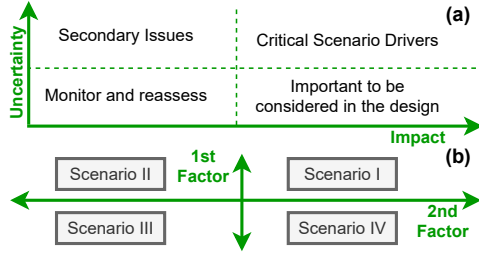 (a)
Secondary Issues
Critical Scenario Drivers
Uncertainty
Monitor and reassess
Important to be
considered in the design
Impact
(b)
1st
Factor
Scenario II
Scenario I
2nd
Factor
Scenario III
Scenario IV